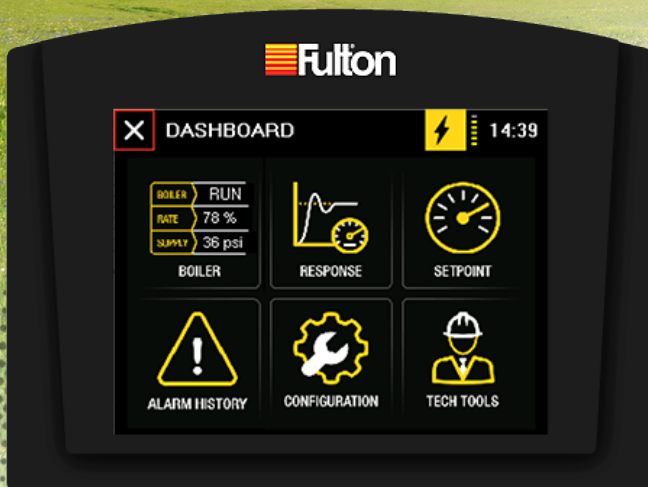 Fulton
DASHBOARD
14:39
BOILER RUN
RATE 78 %
SUPPLY 36 psi
BOILER
RESPONSE
SETPOINT
ALARM HISTORY
CONFIGURATION
TECH TOOLS